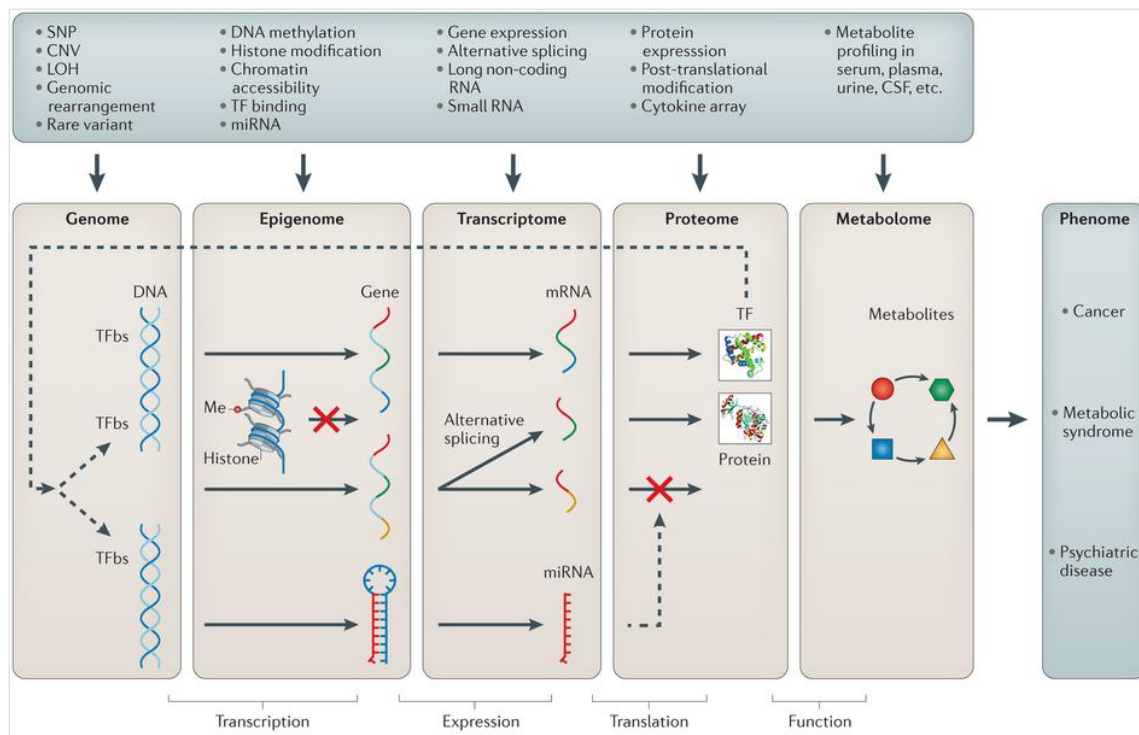 • SNP
• CNV
• LOH
• Genomic
rearrangement
• Rare variant
• DNA methylation
• Histone modification
• Chromatin
accessibility
• TF binding
• miRNA
• Gene expression
• Alternative splicing
• Long non-coding
RNA
• Small RNA
• Protein
expresssion
• Post-translational
modification
• Cytokine array
• Metabolite
profiling in
serum, plasma,
urine, CSF, etc.
Genome
Epigenome
Transcriptome
Proteome
Metabolome
Phenome
DNA
TFbs
TFbs
TFbs
Gene
Me
Histone
mRNA
Alternative
splicing
miRNA
TF
Protein
Metabolites
• Cancer
• Metabolic
syndrome
• Psychiatric
disease
Transcription
Expression
Translation
Function